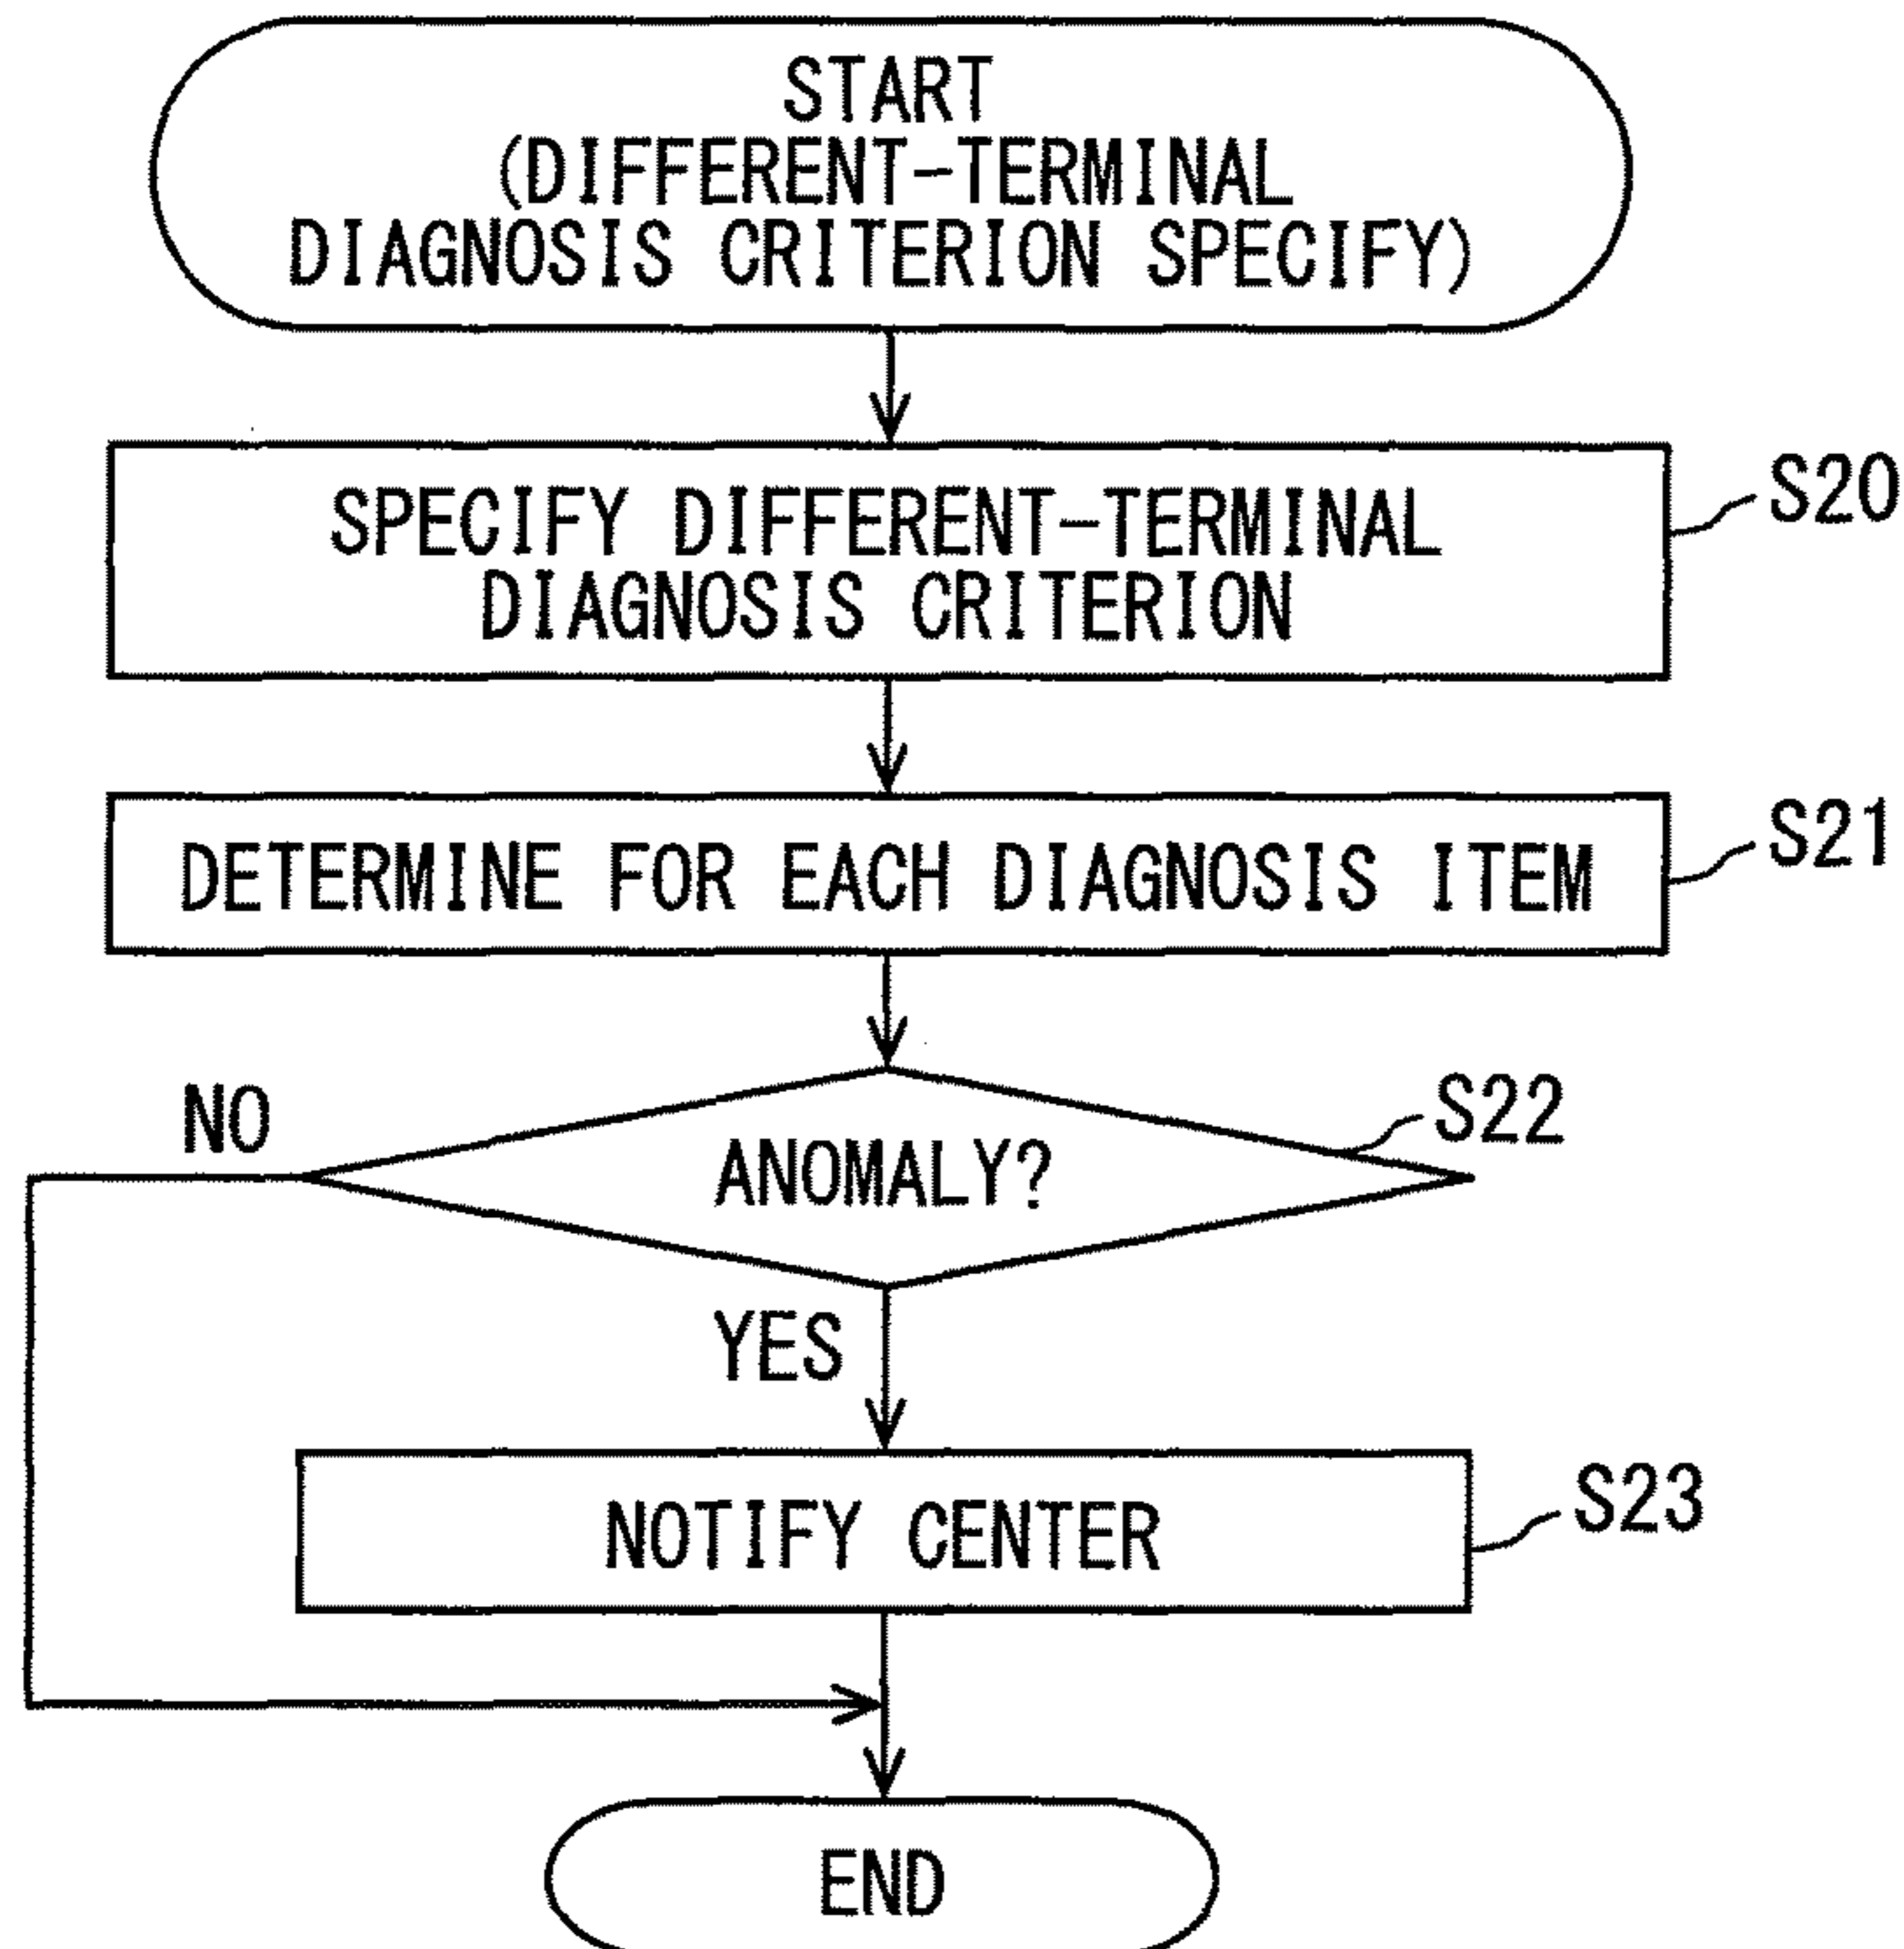 START
(DIFFERENT-TERMINAL
DIAGNOSIS CRITERION SPECIFY)
SPECIFY DIFFERENT-TERMINAL
DIAGNOSIS CRITERION
S20
DETERMINE FOR EACH DIAGNOSIS ITEM
S21
NO
ANOMALY?
S22
YES
NOTIFY CENTER
S23
END